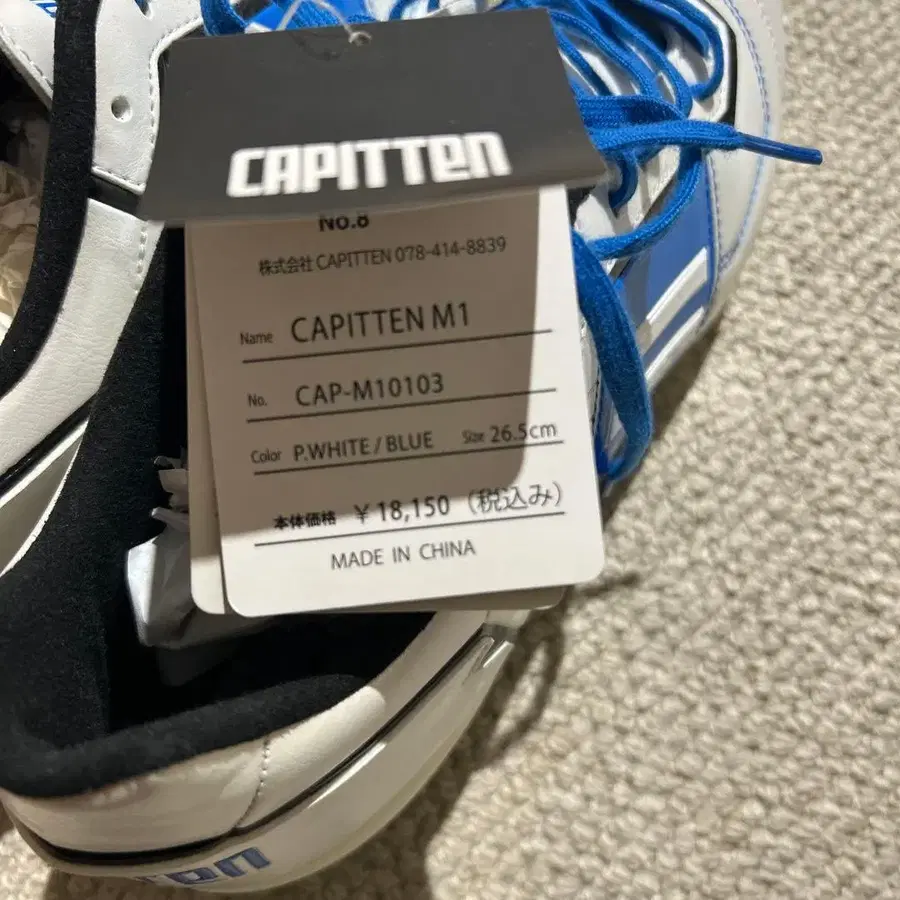 CAPITTEN
No.8
株式会社 CAPITTEN 078-414-8839
Name CAPITTEN M1
No. CAP-M10103
Color P.WHITE / BLUE Size 26.5cm
本体価格 ¥ 18,150 (税込み)
MADE IN CHINA